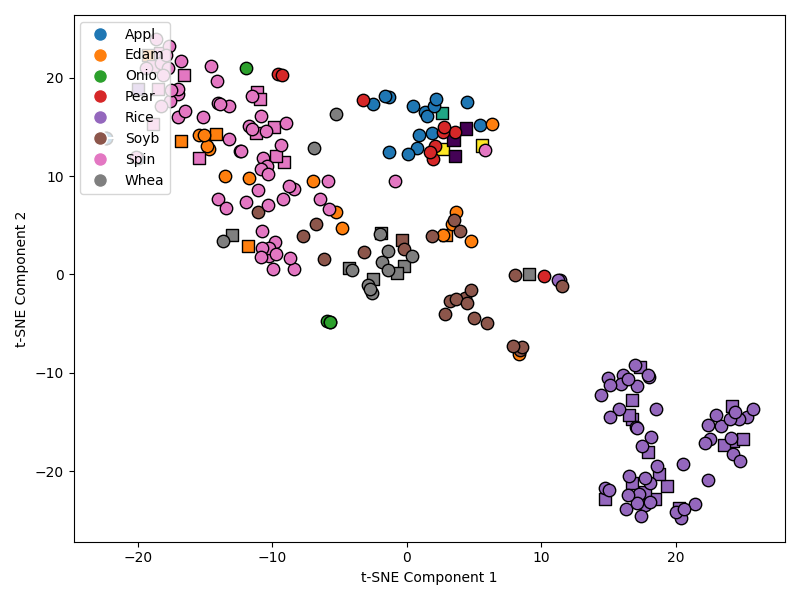 Appl
Edam
Onio
Pear
Rice
Soyb
Spin
Whea
20
10
0
−10
−20
t-SNE Component 2
−20 −10 0 10 20
t-SNE Component 1